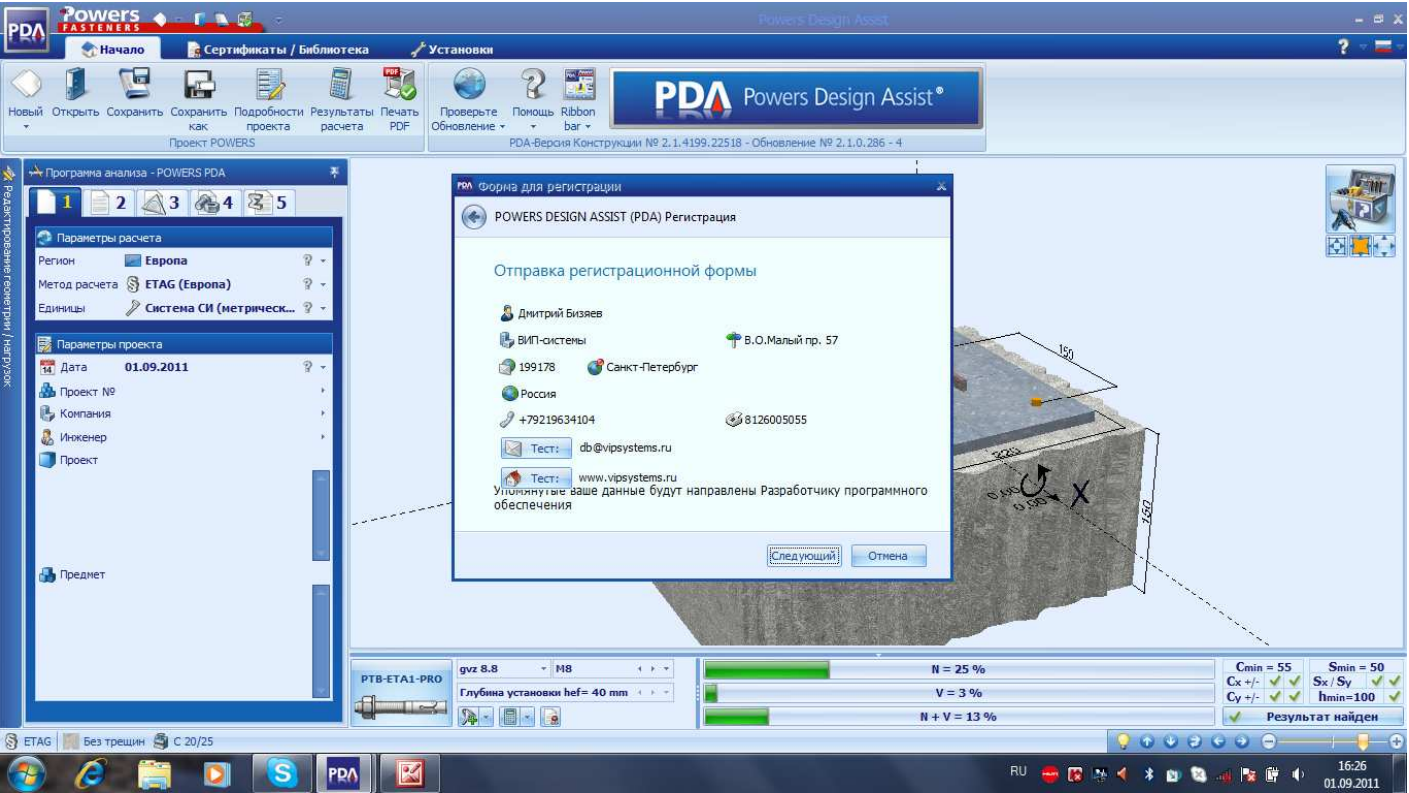 PDA
Powers
FASTENERS
Powers Design Assist
Начало
Сертификаты / Библиотека
Установки
Новый Открыть Сохранить Сохранить как Подробности проекта Результаты расчета Печать PDF
Проект POWERS
Проверьте Обновление Помощь Ribbon bar
PDA Powers Design Assist®
PDA-Версия Конструкции № 2.1.4199.22518 - Обновление № 2.1.0.286 - 4
Редактирование геометрии / нагрузок
Программа анализа - POWERS PDA
1 2 3 4 5
Параметры расчета
Регион Европа
Метод расчета ETAG (Европа)
Единицы Система СИ (метрическ...
Параметры проекта
Дата 01.09.2011
Проект №
Компания
Инженер
Проект
Предмет
Форма для регистрации
POWERS DESIGN ASSIST (PDA) Регистрация
Отправка регистрационной формы
Дмитрий Бизяев
ВИП-системы В.О.Малый пр. 57
199178 Санкт-Петербург
Россия
+79219634104 8126005055
Тест: db@vipsystems.ru
Тест: www.vipsystems.ru
Упомянутые ваше данные будут направлены Разработчику программного
обеспечения
Следующий Отмена
150
220
0.00
0.00
X
150
PTB-ETA1-PRO
gvz 8.8 M8
Глубина установки hef= 40 mm
N = 25 %
V = 3 %
N + V = 13 %
Cmin = 55 Smin = 50
Cx +/- Sx / Sy
Cy +/- hmin=100
Результат найден
ETAG Без трещин C 20/25
PDA
RU
16:26
01.09.2011